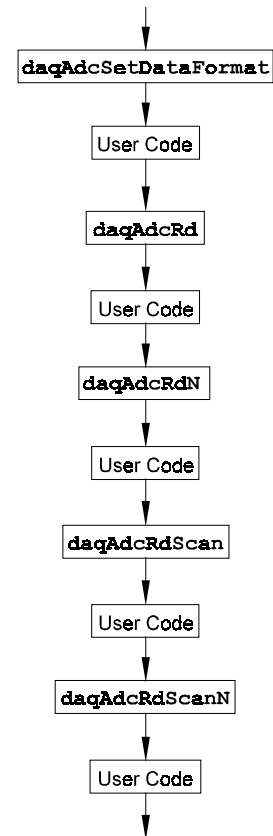 daqAdcSetDataFormat
User Code
daqAdcRd
User Code
daqAdcRdN
User Code
daqAdcRdScan
User Code
daqAdcRdScanN
User Code